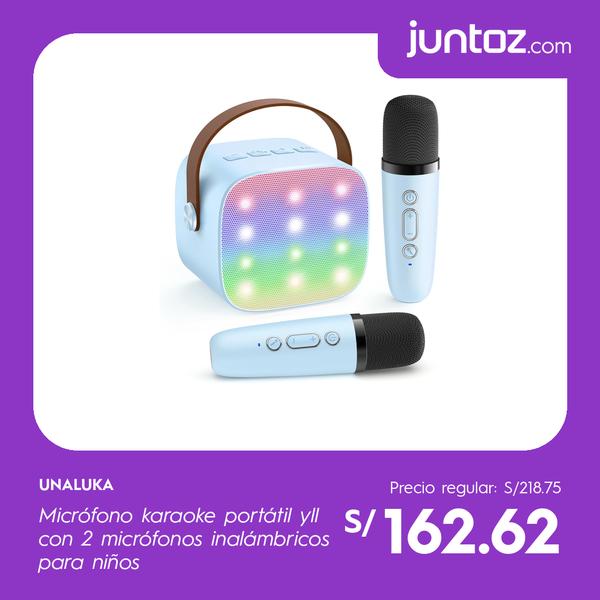 juntoz.com
UNALUKA
Micrófono karaoke portátil yll
con 2 micrófonos inalámbricos
para niños
Precio regular: S/218.75
S/162.62